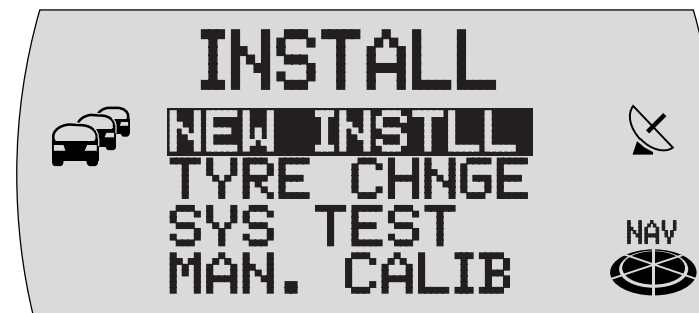 INSTALL
NEW INSTLL
TYRE CHNGE
SYS TEST
NAV
MAN. CALIB